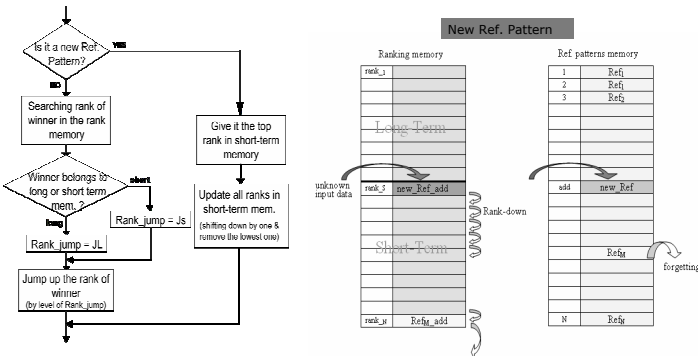 Is it a new Ref.
Pattern?
YES
NO
Searching rank of
winner in the rank
memory
Winner belongs to
long or short term
mem. ?
short
long
Rank_jump = Js
Rank_jump = JL
Jump up the rank of
winner
(by level of Rank_jump)
Give it the top
rank in short-term
memory
Update all ranks in
short-term mem.
(shifting down by one &
remove the lowest one)
New Ref. Pattern
Ranking memory
rank_1
Long-Term
unknown
input data
rank_S new_Ref_add
Rank-down
Short-Term
rank_N RefM_add
Ref. patterns memory
1 Ref1
2 Ref1
3 Ref2
add new_Ref
RefM
forgetting
N RefN